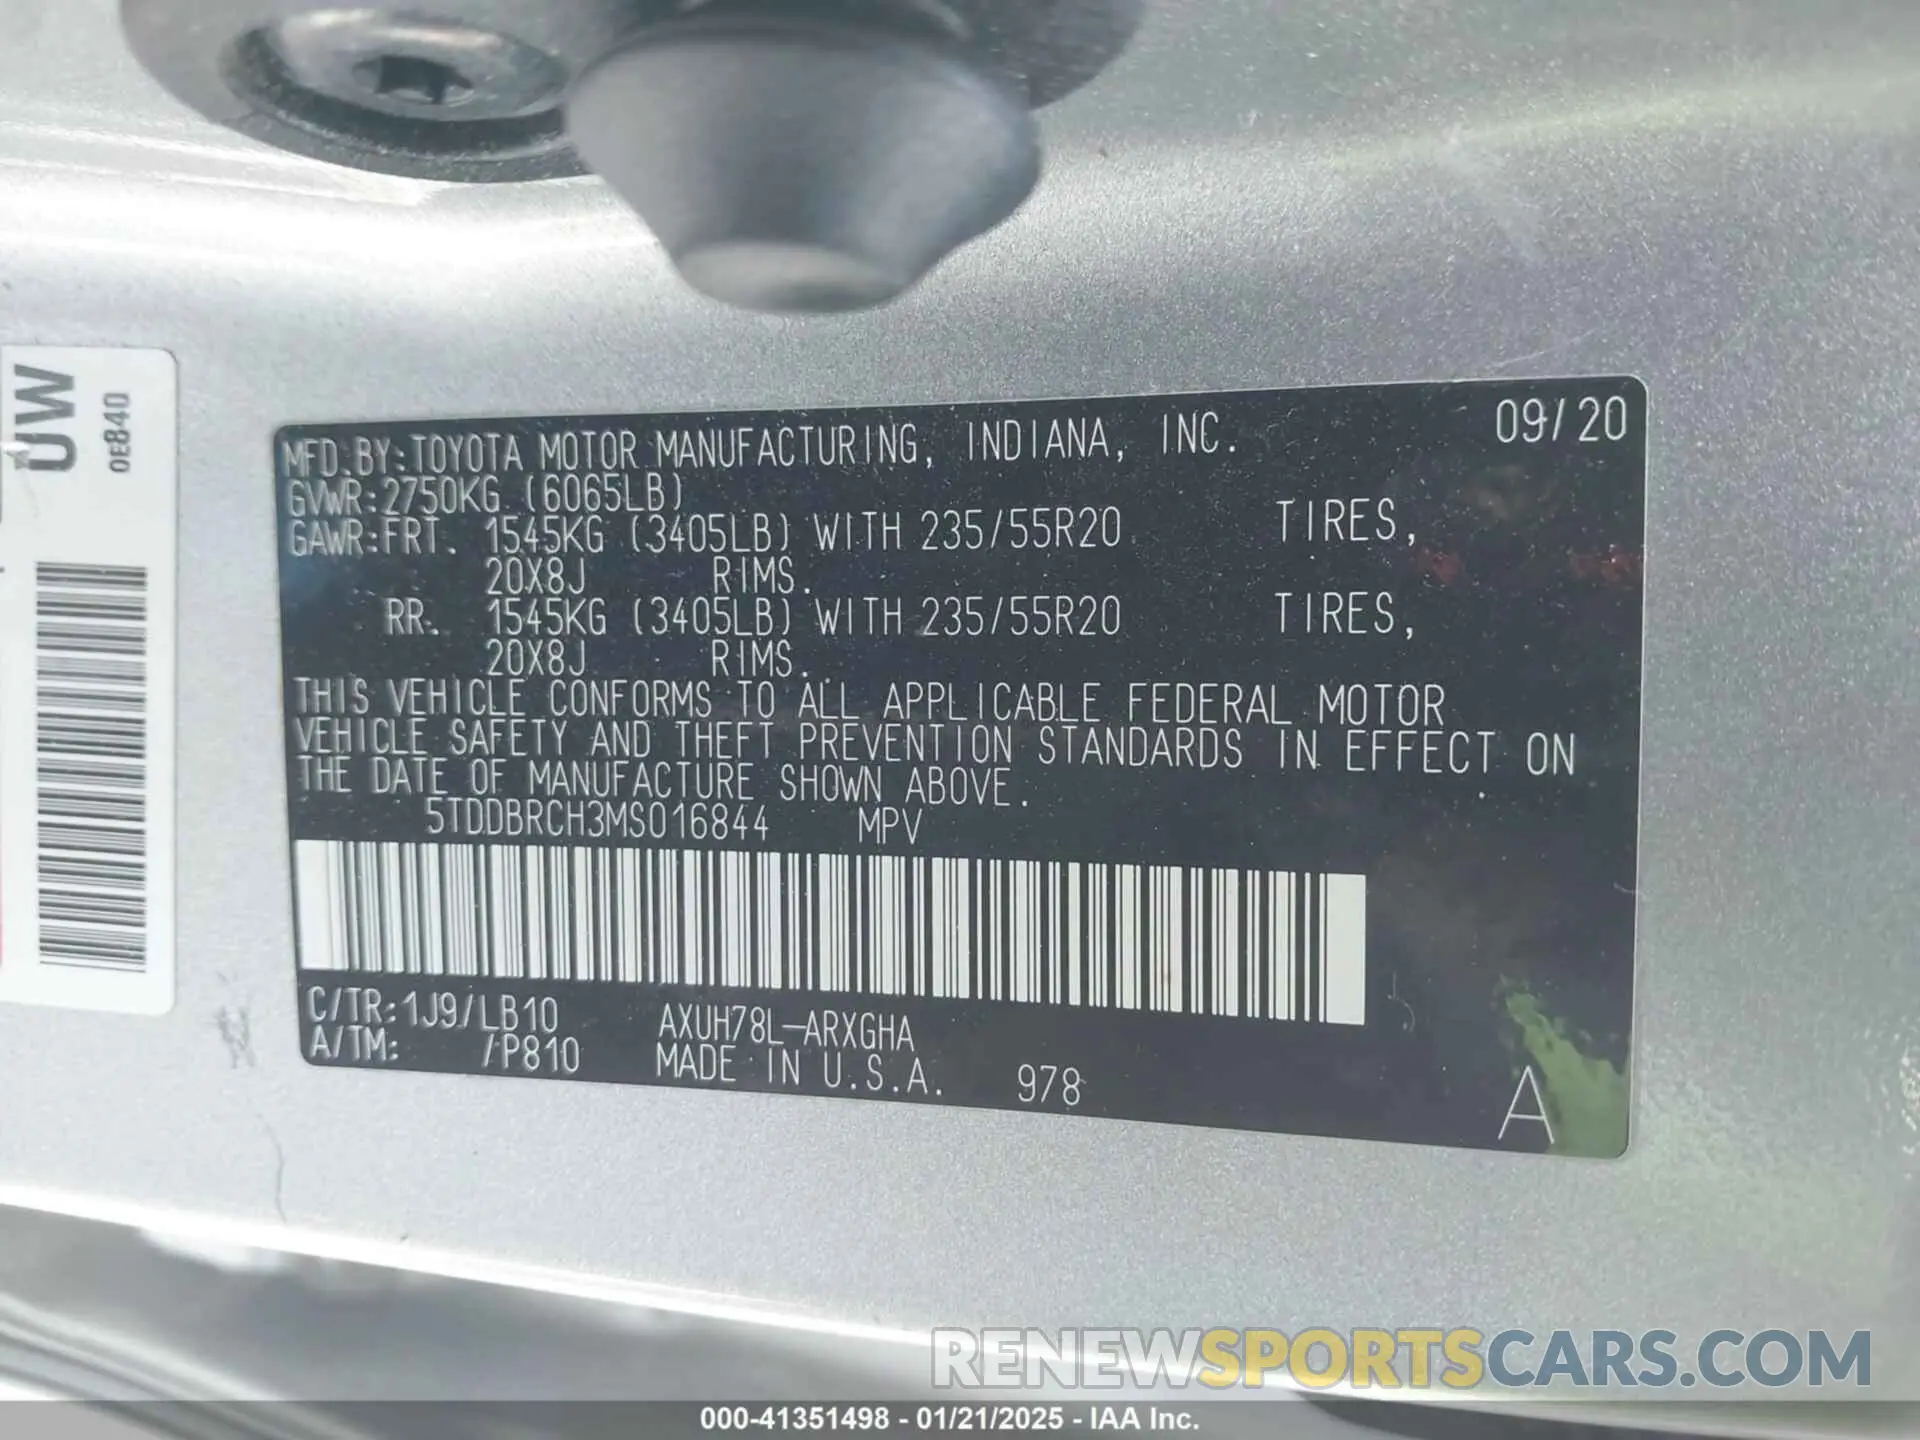 UW
0E840
MFD.BY:TOYOTA MOTOR MANUFACTURING, INDIANA, INC. 09/20
GVWR:2750KG (6065LB)
GAWR:FRT. 1545KG (3405LB) WITH 235/55R20 TIRES,
20X8J RIMS.
RR. 1545KG (3405LB) WITH 235/55R20 TIRES,
20X8J RIMS.
THIS VEHICLE CONFORMS TO ALL APPLICABLE FEDERAL MOTOR
VEHICLE SAFETY AND THEFT PREVENTION STANDARDS IN EFFECT ON
THE DATE OF MANUFACTURE SHOWN ABOVE.
5TDDBRCH3MS016844 MPV
C/TR:1J9/LB10 AXUH78L-ARXGHA
A/TM: /P810 MADE IN U.S.A. 978 A
RENEWSPORTSCARS.COM
000-41351498 - 01/21/2025 - IAA Inc.